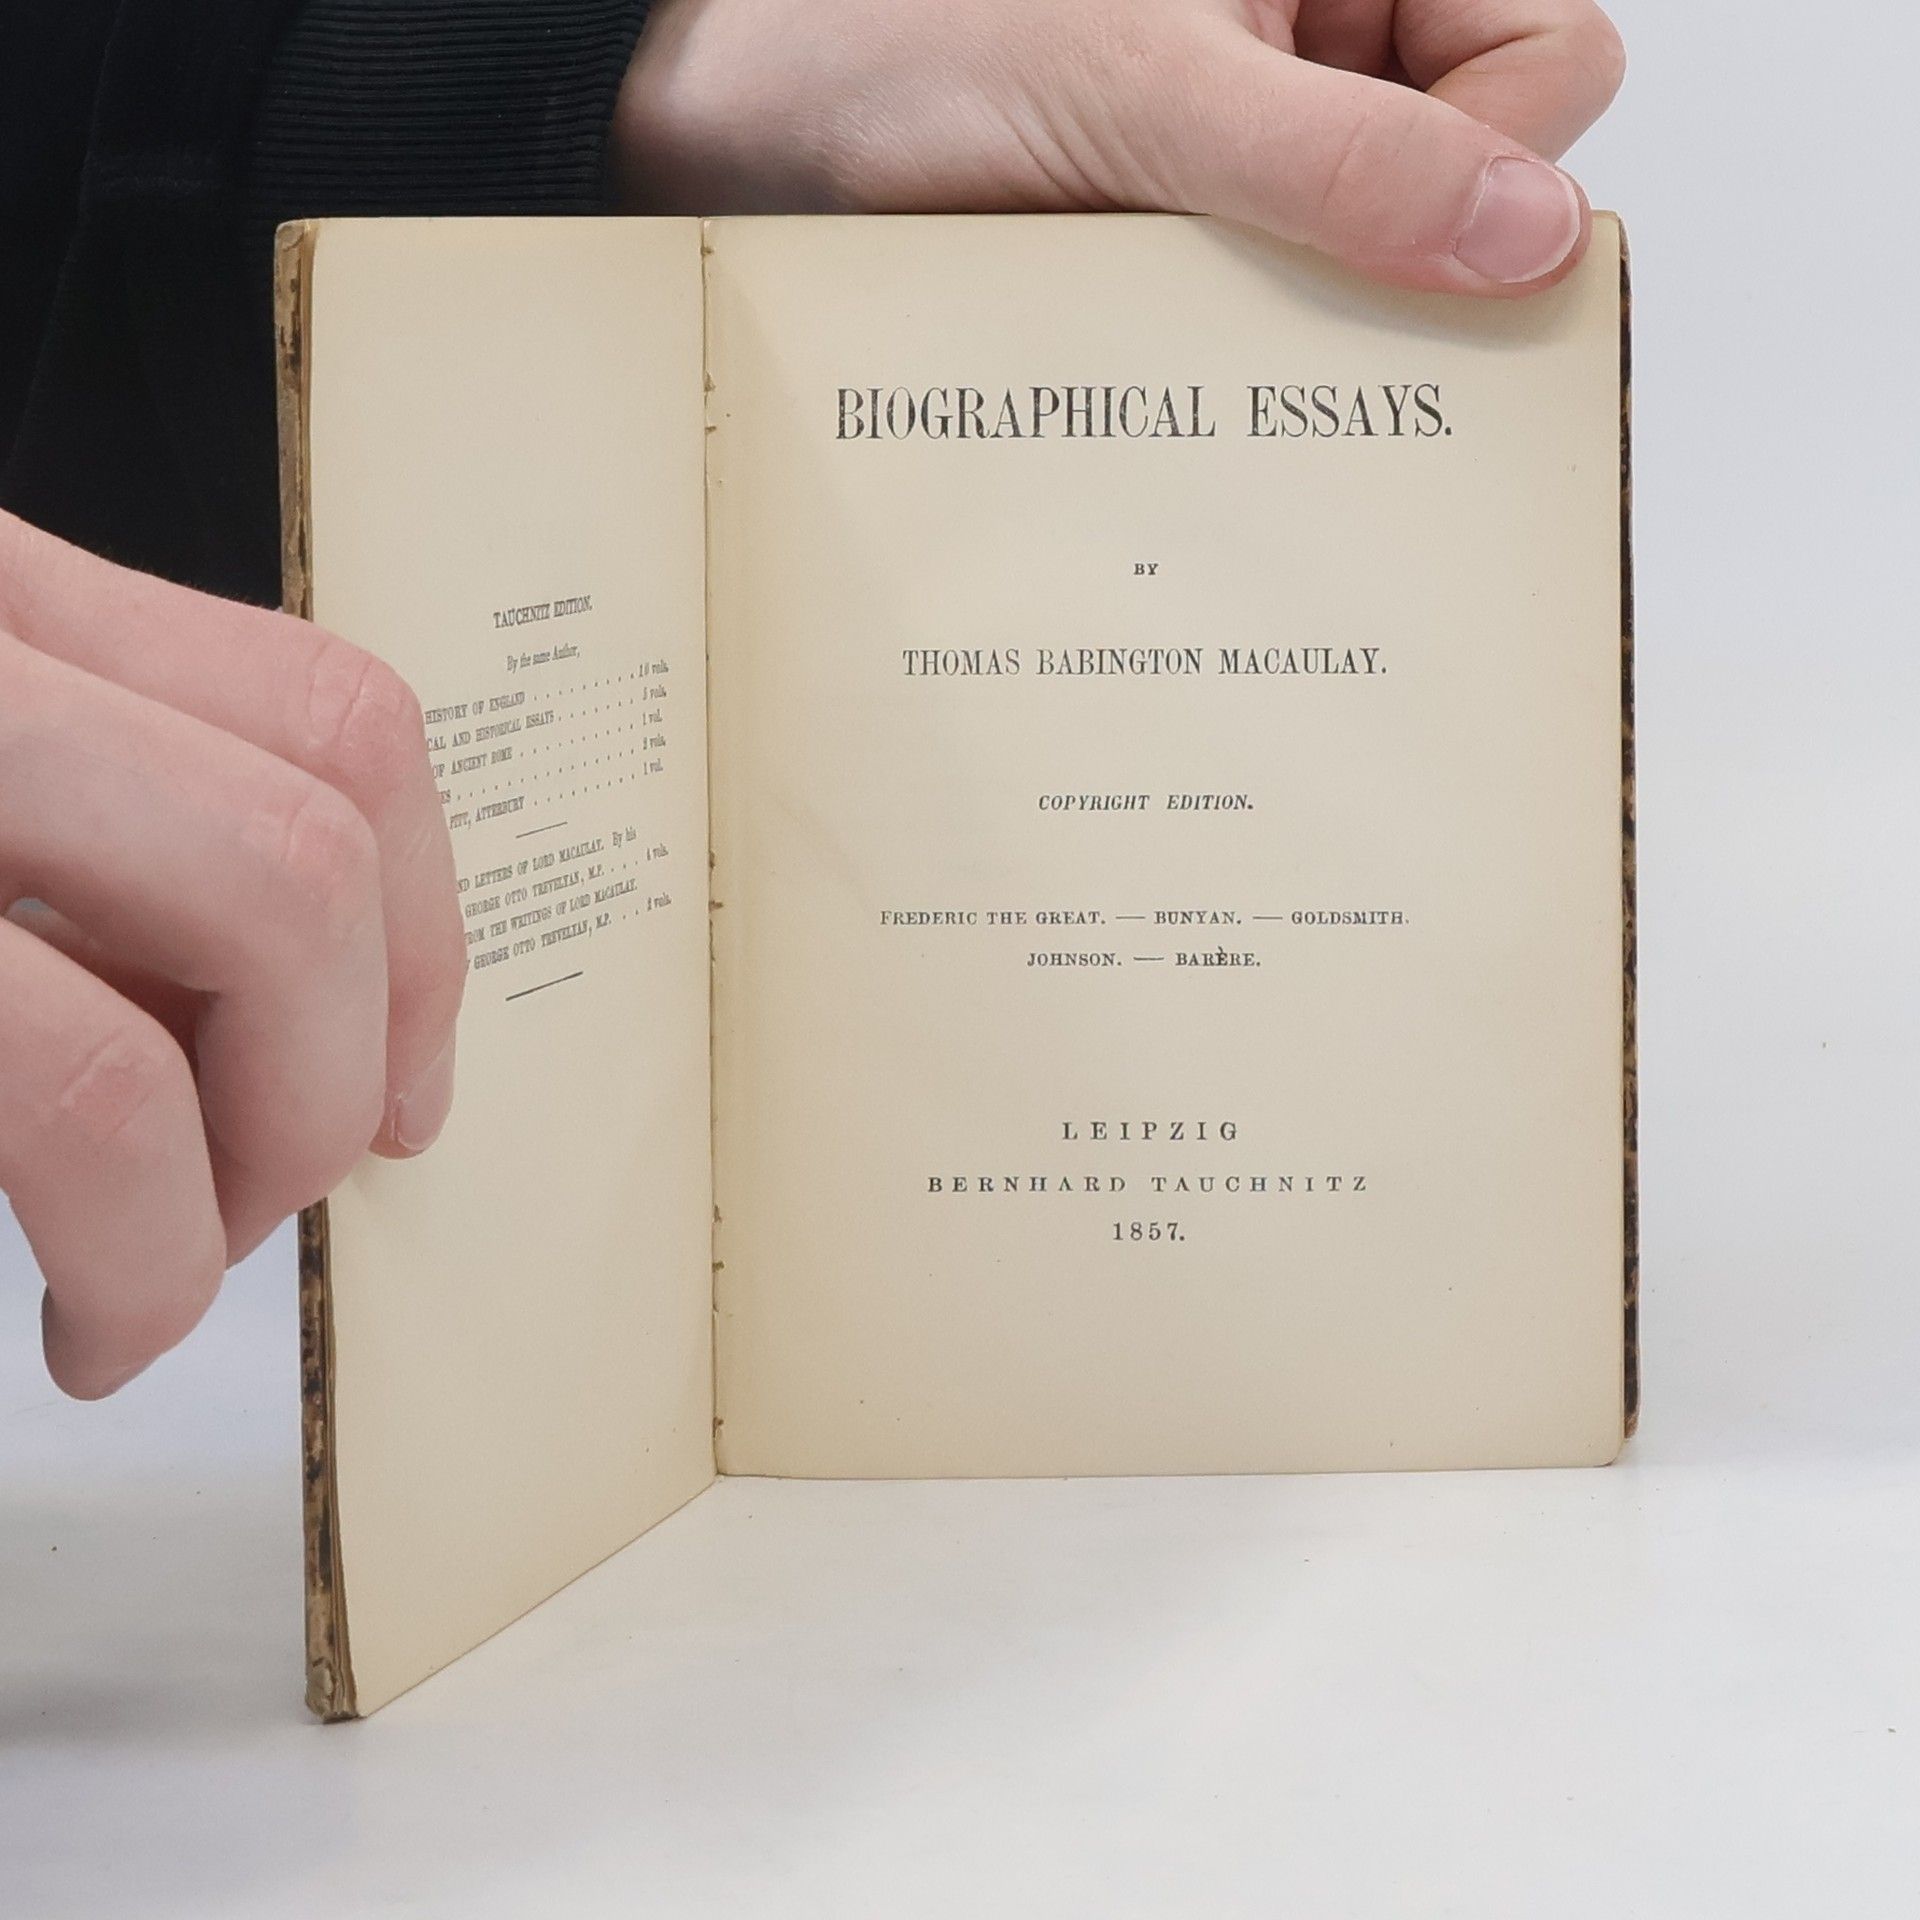 TAUCHNITZ EDITION.
By the same Author,
HISTORY OF ENGLAND . . . . . . . . . 10 vols.
CAL AND HISTORICAL ESSAYS . . . . . . . 5 vols.
OF ANCIENT ROME . . . . . . . . . . 1 vol.
ES . . . . . . . . . . . . . 2 vols.
PITT, ATTERBURY . . . . . . . . . 1 vol.
ND LETTERS OF LORD MACAULAY. By his
GEORGE OTTO TREVELYAN, M.P. . . . 4 vols.
ROM THE WRITINGS OF LORD MACAULAY.
GEORGE OTTO TREVELYAN, M.P. . . . 2 vols.
BIOGRAPHICAL ESSAYS.
BY
THOMAS BABINGTON MACAULAY.
COPYRIGHT EDITION.
FREDERIC THE GREAT. — BUNYAN. — GOLDSMITH.
JOHNSON. — BARÈRE.
LEIPZIG
BERNHARD TAUCHNITZ
1857.